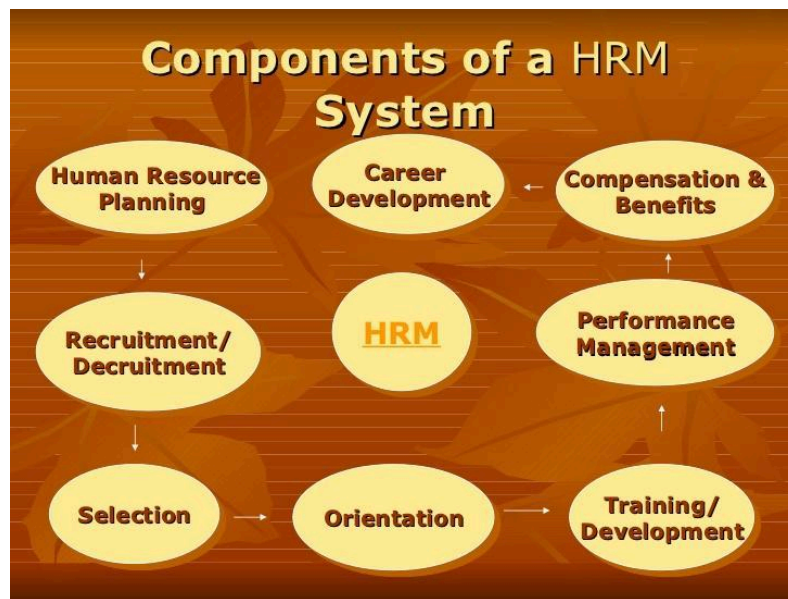 Components of a HRM
System
Human Resource
Planning
Career
Development
Compensation &
Benefits
Recruitment/
Decruitment
HRM
Performance
Management
Selection
Orientation
Training/
Development